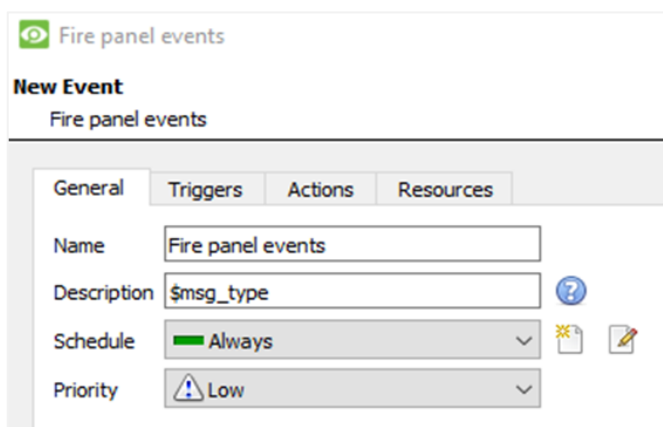 Fire panel events
New Event
Fire panel events
General Triggers Actions Resources
Name Fire panel events
Description $msg_type
Schedule Always
Priority Low